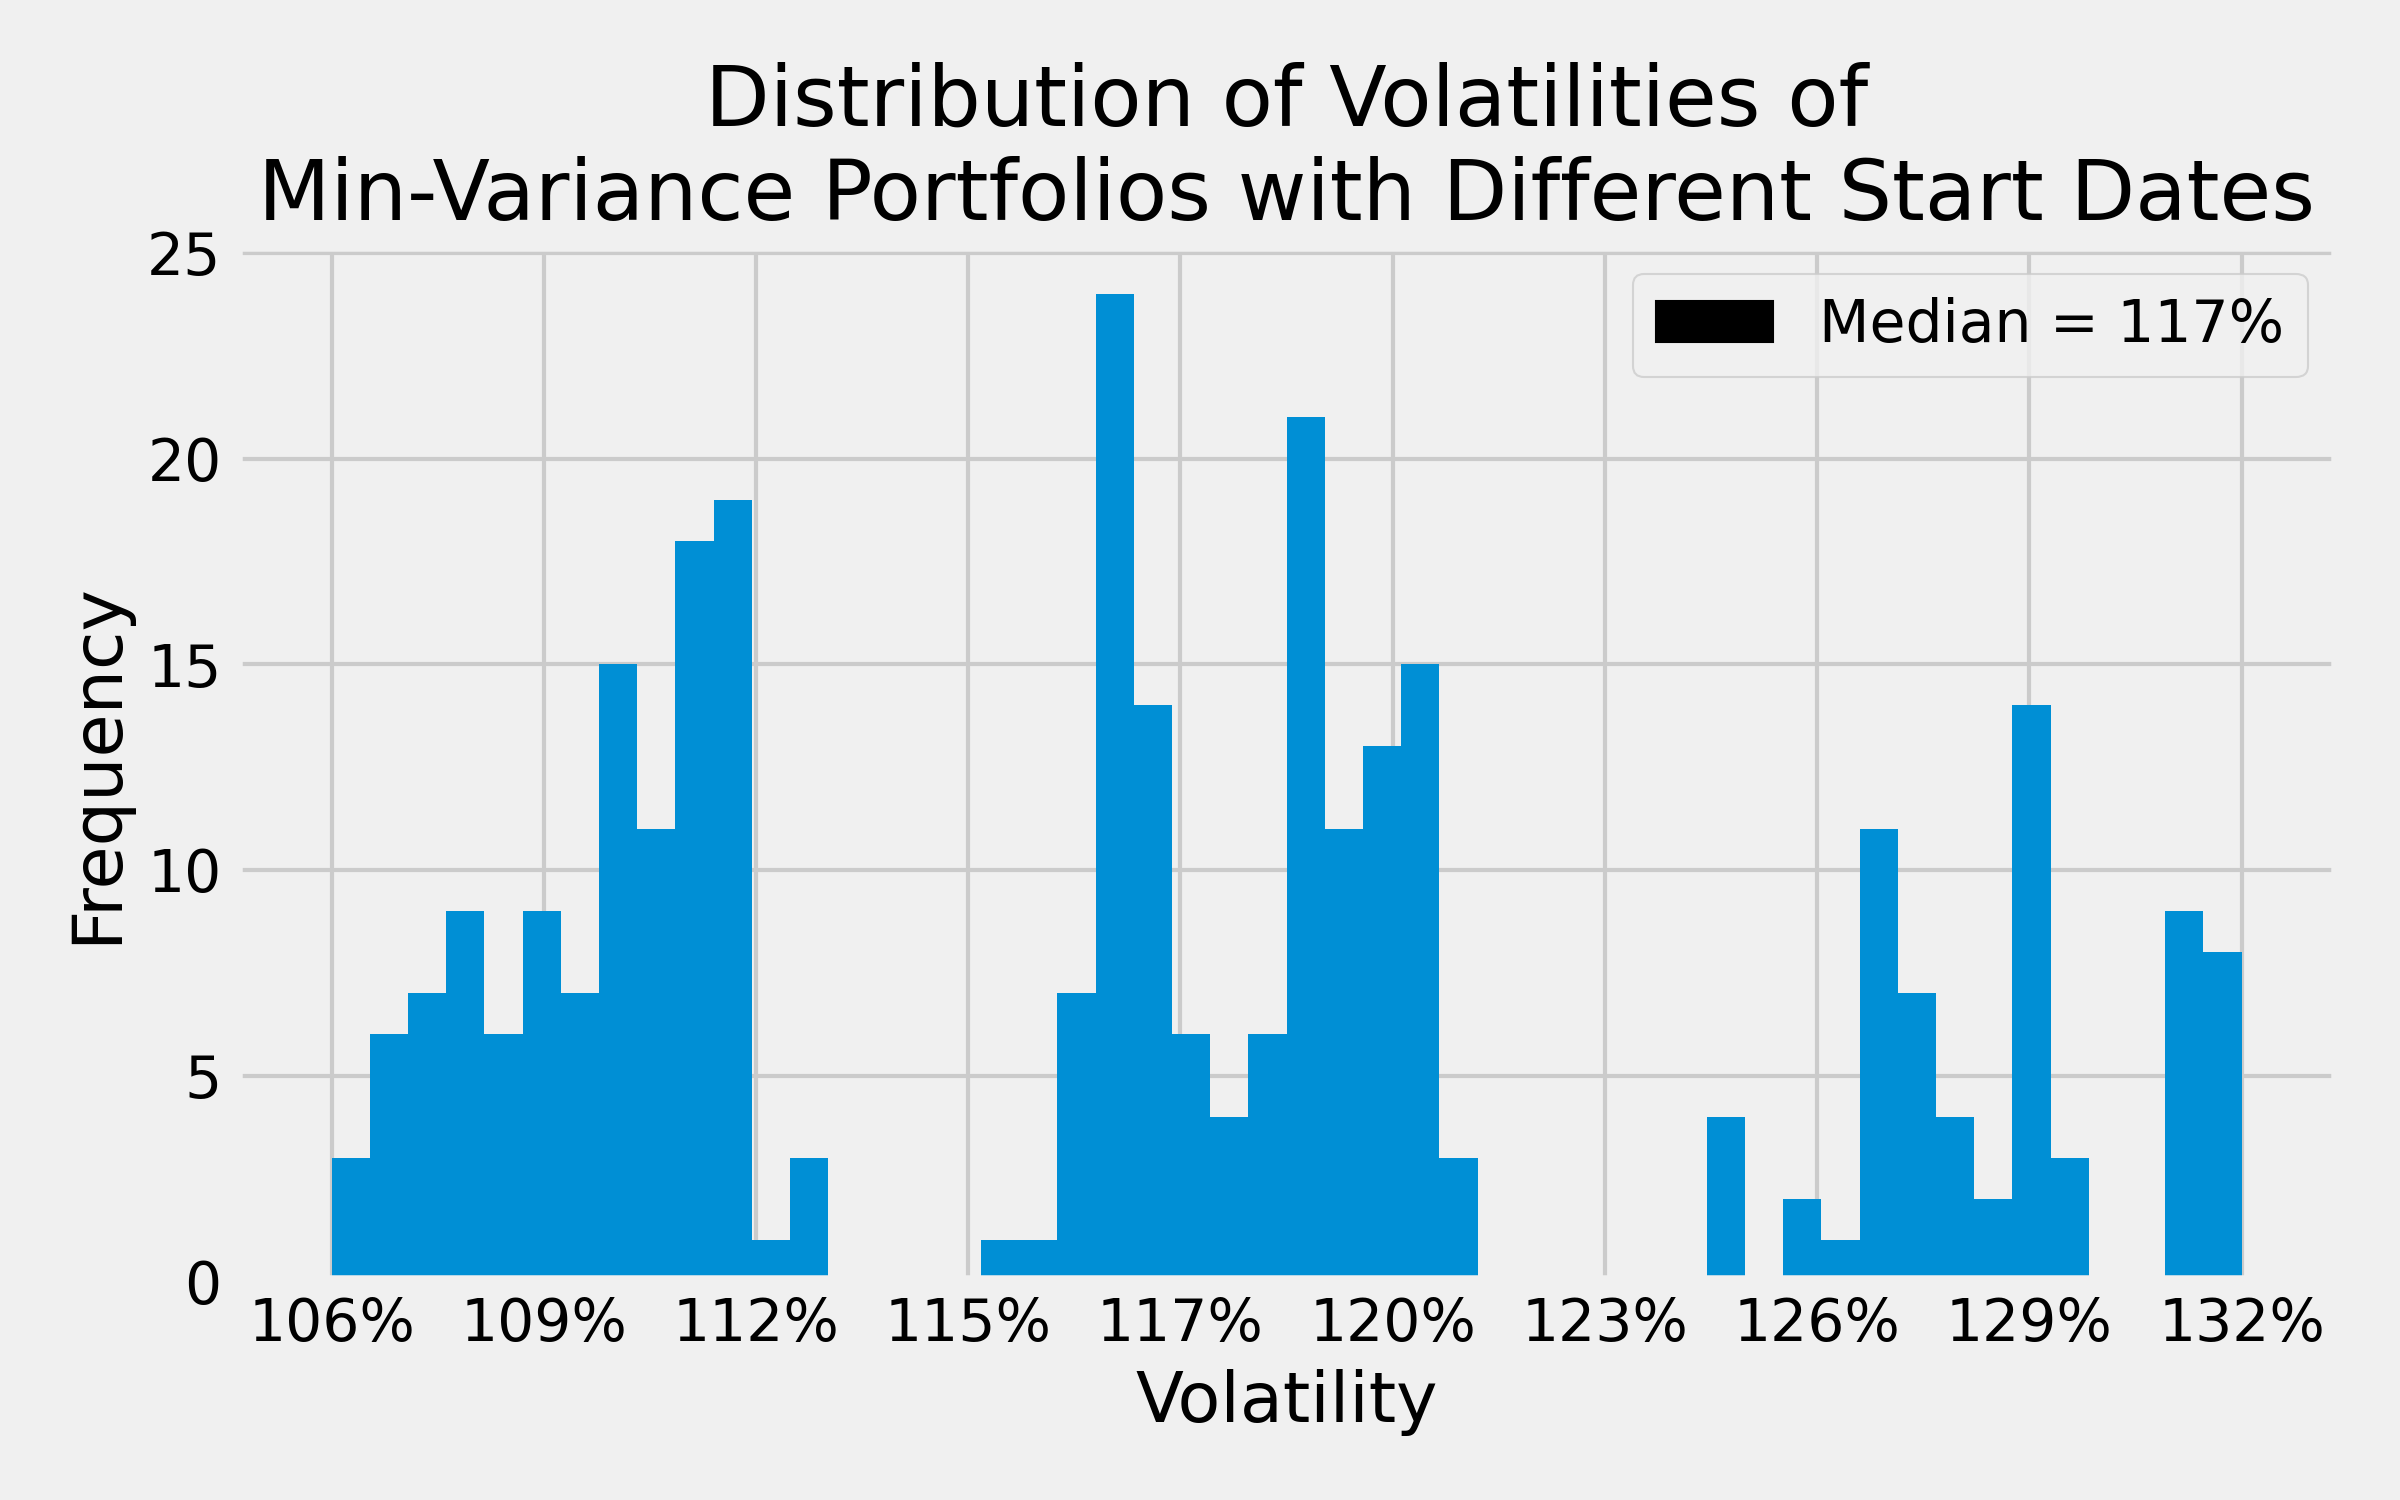 Distribution of Volatilities of
Min-Variance Portfolios with Different Start Dates
25
20
15
10
5
0
Frequency
Median = 117%
106% 109% 112% 115% 117% 120% 123% 126% 129% 132%
Volatility